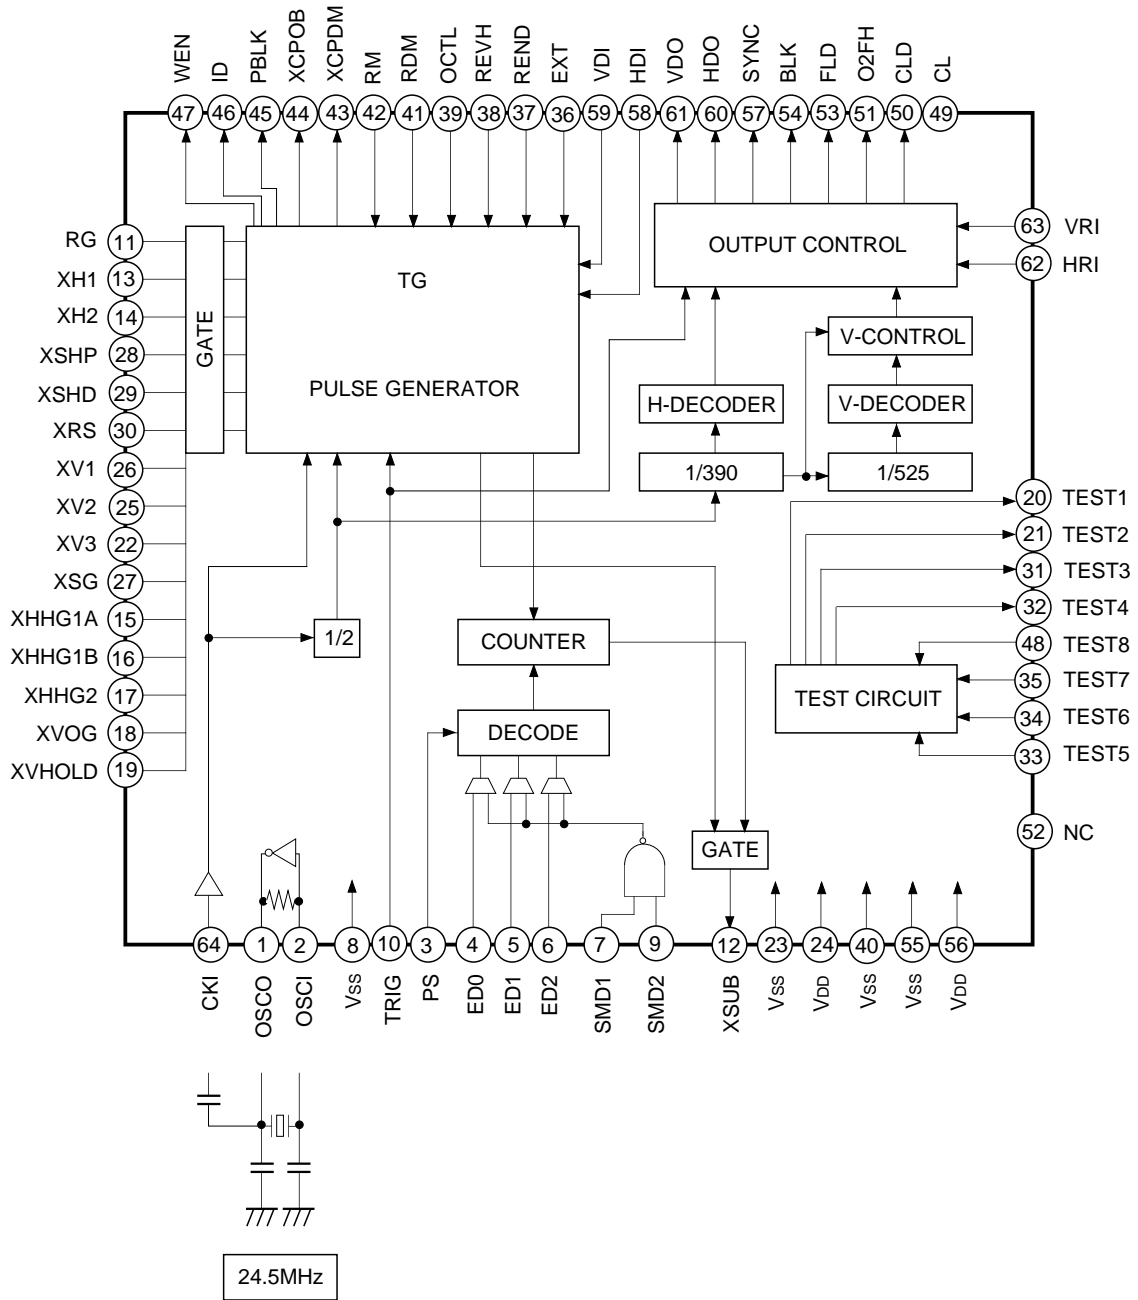 WEN
ID
PBLK
XCPOB
XCPDM
RM
RDM
OCTL
REVH
REND
EXT
VDI
HDI
VDO
HDO
SYNC
BLK
FLD
O2FH
CLD
CL
47
46
45
44
43
42
41
39
38
37
36
59
58
61
60
57
54
53
51
50
49
RG 11
XH1 13
XH2 14
XSHP 28
XSHD 29
XRS 30
XV1 26
XV2 25
XV3 22
XSG 27
XHHG1A 15
XHHG1B 16
XHHG2 17
XVOG 18
XVHOLD 19
GATE
TG
PULSE GENERATOR
OUTPUT CONTROL
63 VRI
62 HRI
V-CONTROL
H-DECODER
V-DECODER
1/390
1/525
20 TEST1
21 TEST2
31 TEST3
32 TEST4
48 TEST8
35 TEST7
34 TEST6
33 TEST5
52 NC
1/2
COUNTER
DECODE
TEST CIRCUIT
GATE
64
1
2
8
10
3
4
5
6
7
9
12
23
24
40
55
56
CKI
OSCO
OSCI
VSS
TRIG
PS
ED0
ED1
ED2
SMD1
SMD2
XSUB
VSS
VDD
VSS
VSS
VDD
24.5MHz